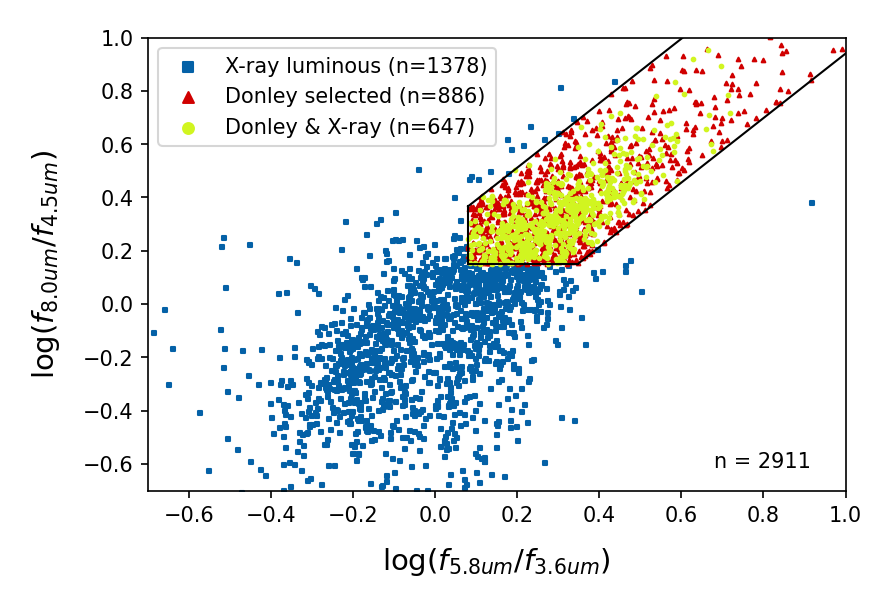 1.0
0.8
0.6
0.4
0.2
0.0
−0.2
−0.4
−0.6
log(f8.0um/f4.5um)
X-ray luminous (n=1378)
Donley selected (n=886)
Donley & X-ray (n=647)
n = 2911
−0.6 −0.4 −0.2 0.0 0.2 0.4 0.6 0.8 1.0
log(f5.8um/f3.6um)